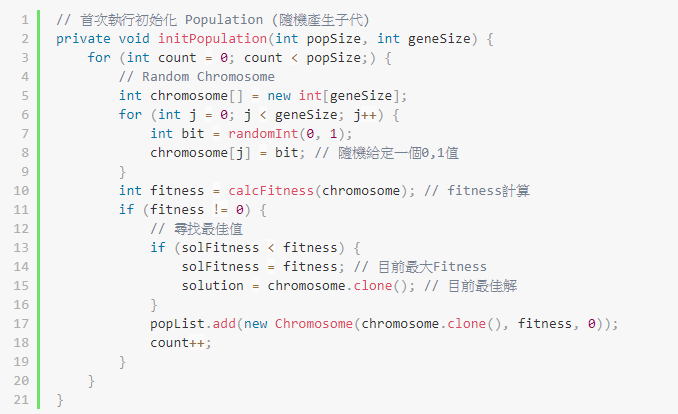 1 // 首次執行初始化 Population (隨機產生子代)
2 private void initPopulation(int popSize, int geneSize) {
3     for (int count = 0; count < popSize;) {
4         // Random Chromosome
5         int chromosome[] = new int[geneSize];
6         for (int j = 0; j < geneSize; j++) {
7             int bit = randomInt(0, 1);
8             chromosome[j] = bit; // 隨機給定一個0,1值
9         }
10         int fitness = calcFitness(chromosome); // fitness計算
11         if (fitness != 0) {
12             // 尋找最佳值
13             if (solFitness < fitness) {
14                 solFitness = fitness; // 目前最大Fitness
15                 solution = chromosome.clone(); // 目前最佳解
16             }
17             popList.add(new Chromosome(chromosome.clone(), fitness, 0));
18             count++;
19         }
20     }
21 }